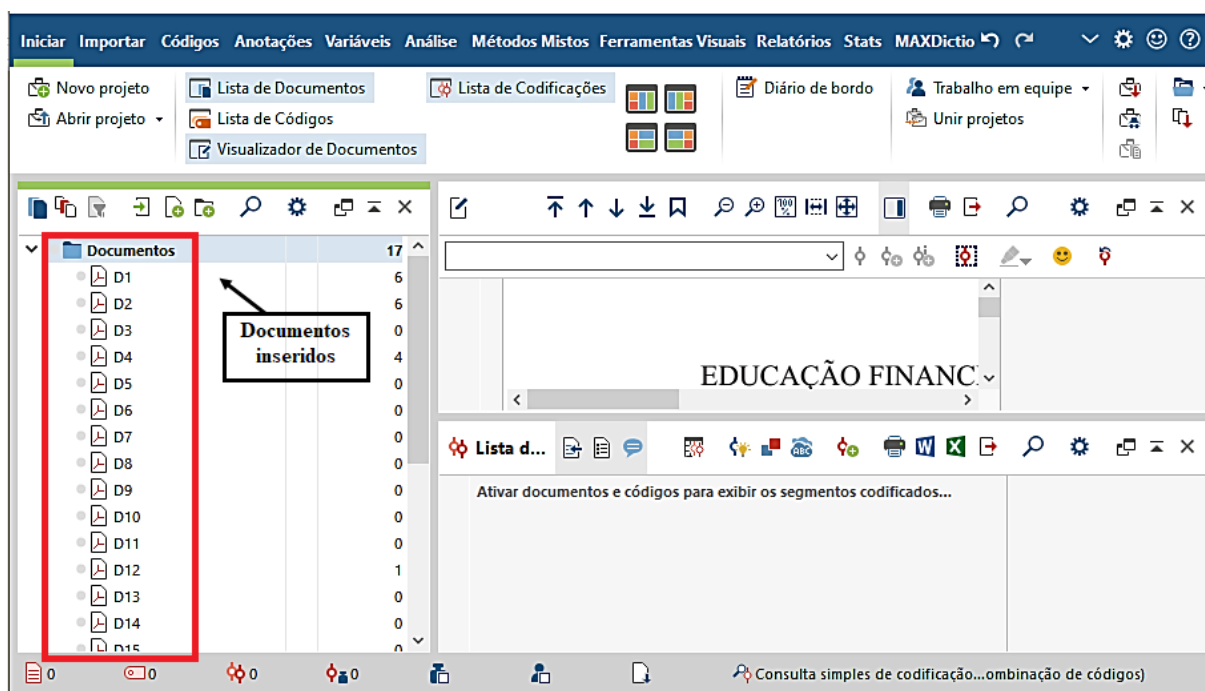 Iniciar Importar Códigos Anotações Variáveis Análise Métodos Mistos Ferramentas Visuais Relatórios Stats MAXDictio
Novo projeto Lista de Documentos Lista de Codificações Diário de bordo Trabalho em equipe
Abrir projeto Lista de Códigos Unir projetos
Visualizador de Documentos
Documentos 17
D1 6
D2 6
D3 0
D4 4
D5 0
D6 0
D7 0
D8 0
D9 0
D10 0
D11 0
D12 1
D13 0
D14 0
D15 0
Documentos
inseridos
100
EDUCAÇÃO FINANC
Lista d...
ABC
W X
Ativar documentos e códigos para exibir os segmentos codificados...
0 0 0 0 Consulta simples de codificação...ombinação de códigos)